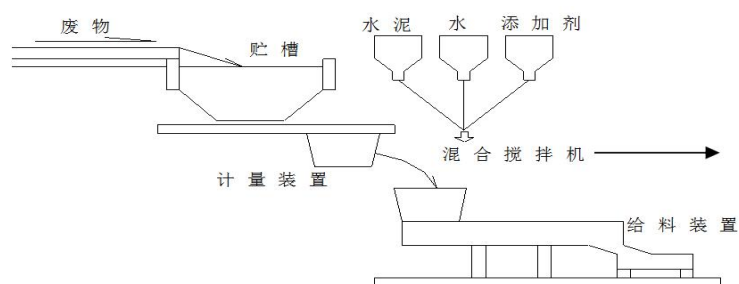 废物
水泥 水 添加剂
贮槽
混合搅拌机
计量装置
给料装置